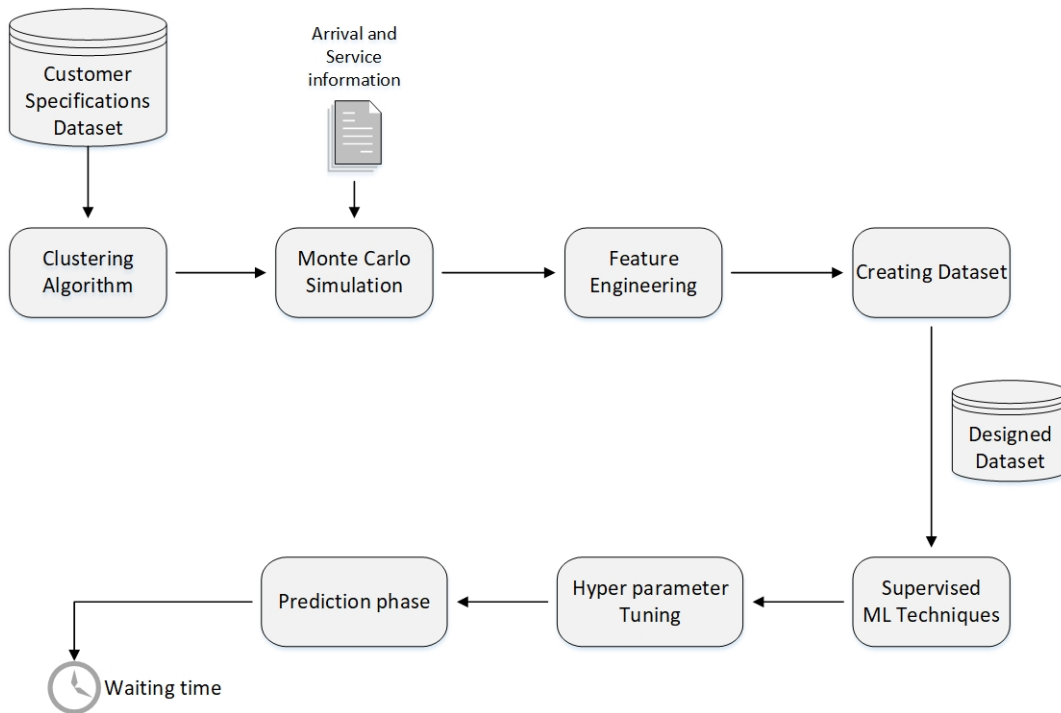 Customer
Specifications
Dataset
Arrival and
Service
information
Clustering
Algorithm
Monte Carlo
Simulation
Feature
Engineering
Creating Dataset
Designed
Dataset
Supervised
ML Techniques
Hyper parameter
Tuning
Prediction phase
Waiting time